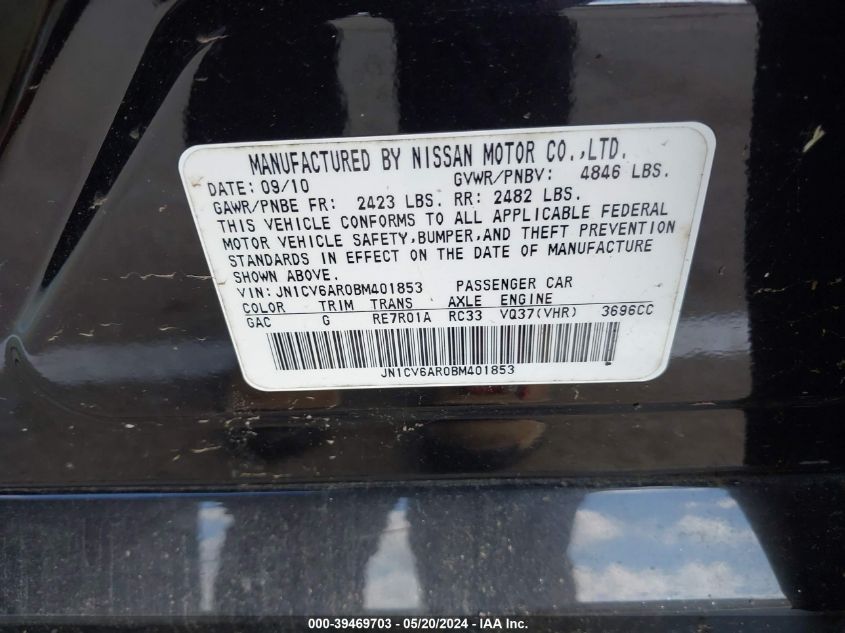 MANUFACTURED BY NISSAN MOTOR CO.,LTD.
DATE: 09/10 GVWR/PNBV: 4846 LBS.
GAWR/PNBE FR: 2423 LBS. RR: 2482 LBS.
THIS VEHICLE CONFORMS TO ALL APPLICABLE FEDERAL
MOTOR VEHICLE SAFETY,BUMPER,AND THEFT PREVENTION
STANDARDS IN EFFECT ON THE DATE OF MANUFACTURE
SHOWN ABOVE.
VIN: JN1CV6AR0BM401853 PASSENGER CAR
COLOR TRIM TRANS AXLE ENGINE
GAC G RE7R01A RC33 VQ37(VHR) 3696CC
JN1CV6AR0BM401853
000-39469703 — 05/20/2024 — COPART, INC.